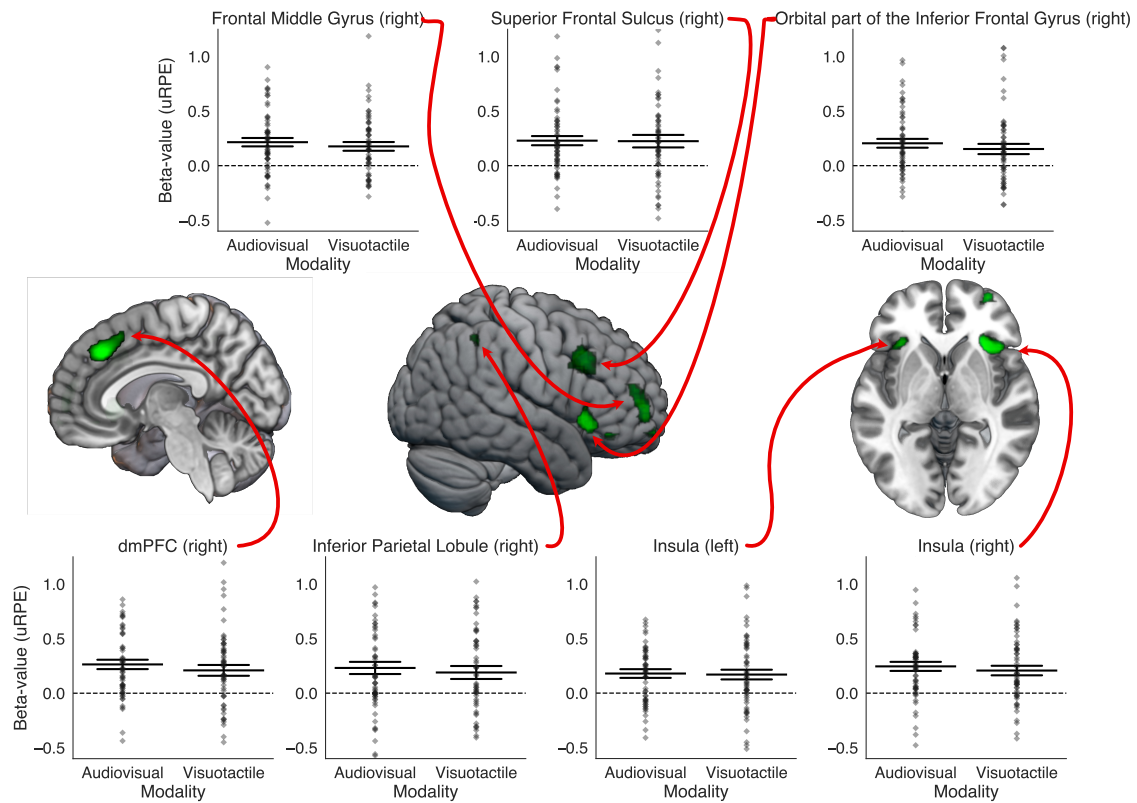 Frontal Middle Gyrus (right)
Superior Frontal Sulcus (right)
Orbital part of the Inferior Frontal Gyrus (right)
Beta-value (uRPE)
1.0
0.5
0.0
−0.5
Audiovisual
Visuotactile
Modality
1.0
0.5
0.0
-0.5
Audiovisual
Visuotactile
Modality
1.0
0.5
0.0
−0.5
Audiovisual
Visuotactile
Modality
dmPFC (right)
Inferior Parietal Lobule (right)
Insula (left)
Insula (right)
Beta-value (uRPE)
1.0
0.5
0.0
−0.5
Audiovisual
Visuotactile
Modality
1.0
0.5
0.0
−0.5
Audiovisual
Visuotactile
Modality
1.0
0.5
0.0
−0.5
Audiovisual
Visuotactile
Modality
1.0
0.5
0.0
−0.5
Audiovisual
Visuotactile
Modality